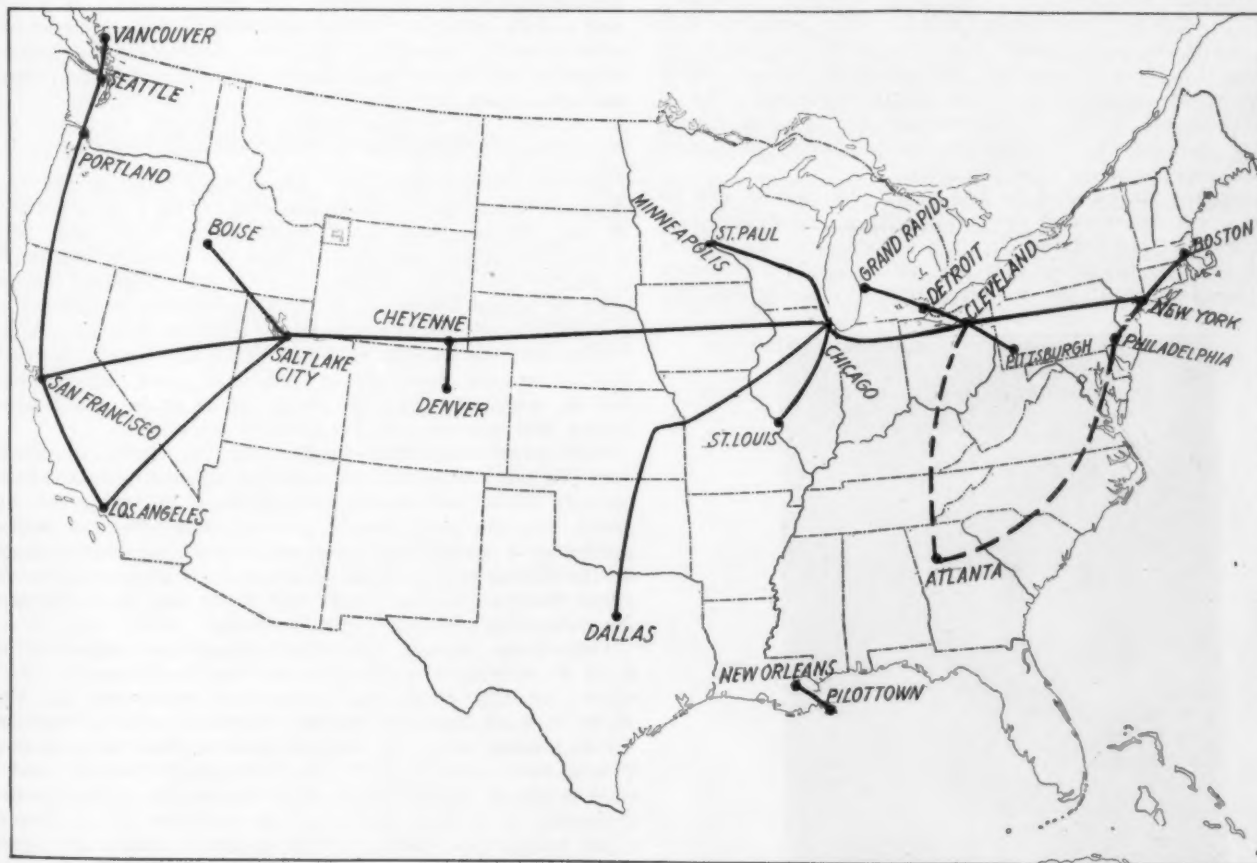 VANCOUVER
SEATTLE
PORTLAND
BOISE
MINNEAPOLIS
ST. PAUL
GRAND RAPIDS
DETROIT
CLEVELAND
BOSTON
CHEYENNE
NEW YORK
SALT LAKE
CITY
PHILADELPHIA
PITTSBURGH
CHICAGO
SAN FRANCISCO
DENVER
ST. LOUIS
LOS ANGELES
ATLANTA
DALLAS
NEW ORLEANS
PILOTTOWN